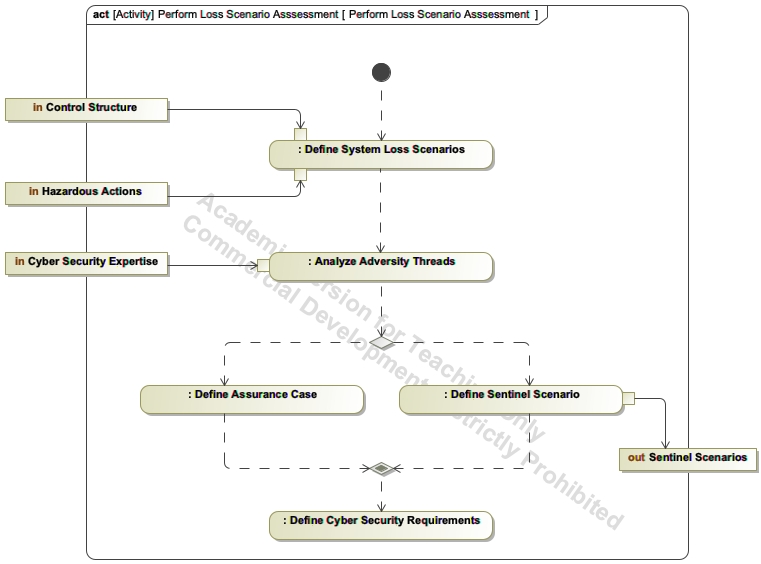 act [Activity] Perform Loss Scenario Asssessment [ Perform Loss Scenario Asssessment ]
in Control Structure
: Define System Loss Scenarios
in Hazardous Actions
in Cyber Security Expertise
: Analyze Adversity Threads
: Define Assurance Case
: Define Sentinel Scenario
out Sentinel Scenarios
: Define Cyber Security Requirements
for Teaching Only
Commercial Development Strictly Prohibited